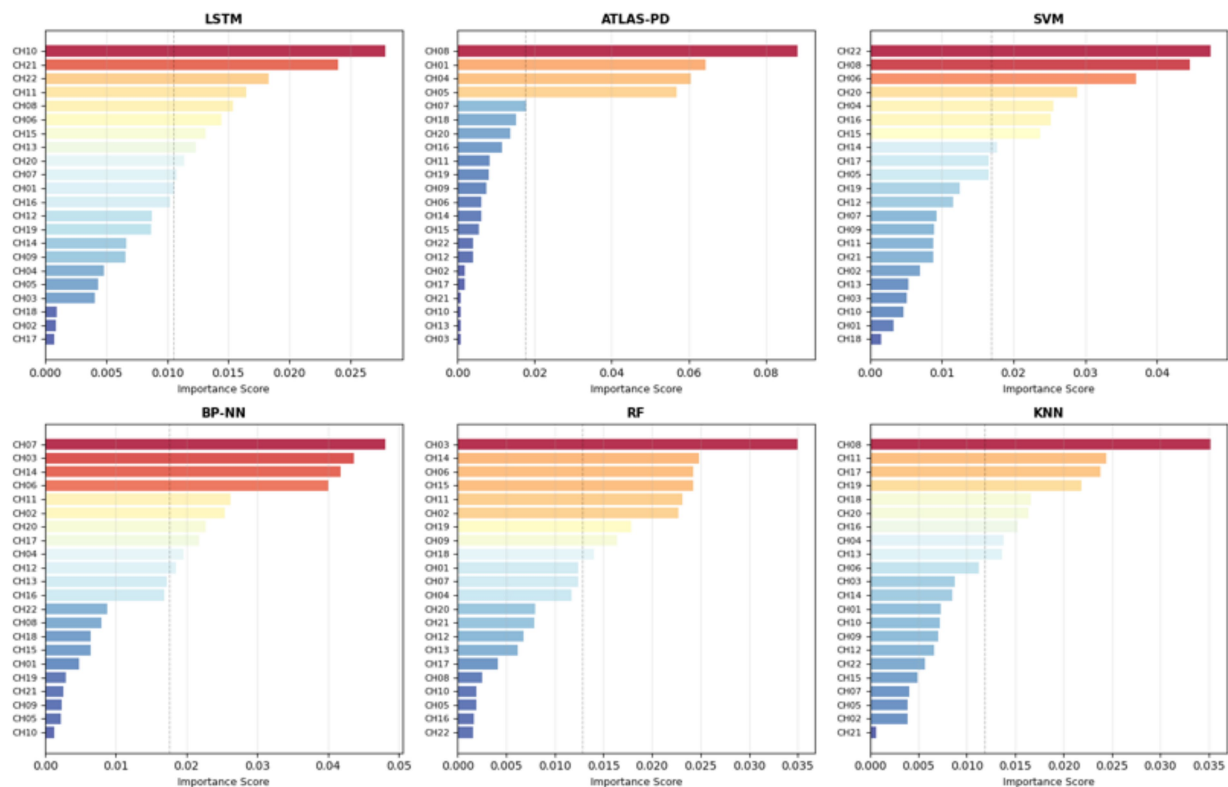 LSTM
CH10
CH21
CH22
CH11
CH08
CH06
CH15
CH13
CH20
CH07
CH01
CH16
CH12
CH19
CH14
CH09
CH04
CH05
CH03
CH18
CH02
CH17
0.000 0.005 0.010 0.015 0.020 0.025
Importance Score
ATLAS-PD
CH08
CH01
CH04
CH05
CH07
CH18
CH20
CH16
CH11
CH19
CH09
CH06
CH14
CH15
CH22
CH12
CH02
CH17
CH21
CH10
CH13
CH03
0.00 0.02 0.04 0.06 0.08
Importance Score
SVM
CH22
CH08
CH06
CH20
CH04
CH16
CH15
CH14
CH17
CH05
CH19
CH12
CH07
CH09
CH11
CH21
CH02
CH13
CH03
CH10
CH01
CH18
0.00 0.01 0.02 0.03 0.04
Importance Score
BP-NN
CH07
CH03
CH14
CH06
CH11
CH02
CH20
CH17
CH04
CH12
CH13
CH16
CH22
CH08
CH18
CH15
CH01
CH19
CH21
CH09
CH05
CH10
0.00 0.01 0.02 0.03 0.04 0.05
Importance Score
RF
CH03
CH14
CH06
CH15
CH11
CH02
CH19
CH09
CH18
CH01
CH07
CH04
CH20
CH21
CH12
CH13
CH17
CH08
CH10
CH05
CH16
CH22
0.000 0.005 0.010 0.015 0.020 0.025 0.030 0.035
Importance Score
KNN
CH08
CH11
CH17
CH19
CH18
CH20
CH16
CH04
CH13
CH06
CH03
CH14
CH01
CH10
CH09
CH12
CH22
CH15
CH07
CH05
CH02
CH21
0.000 0.005 0.010 0.015 0.020 0.025 0.030 0.035
Importance Score